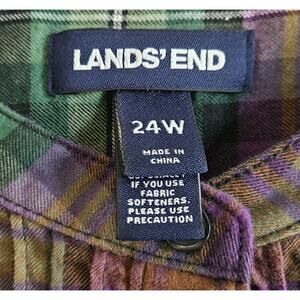 LANDS' END
24W
MADE IN
CHINA
IF YOU USE
FABRIC
SOFTENERS.
PLEASE USE
PRECAUTION